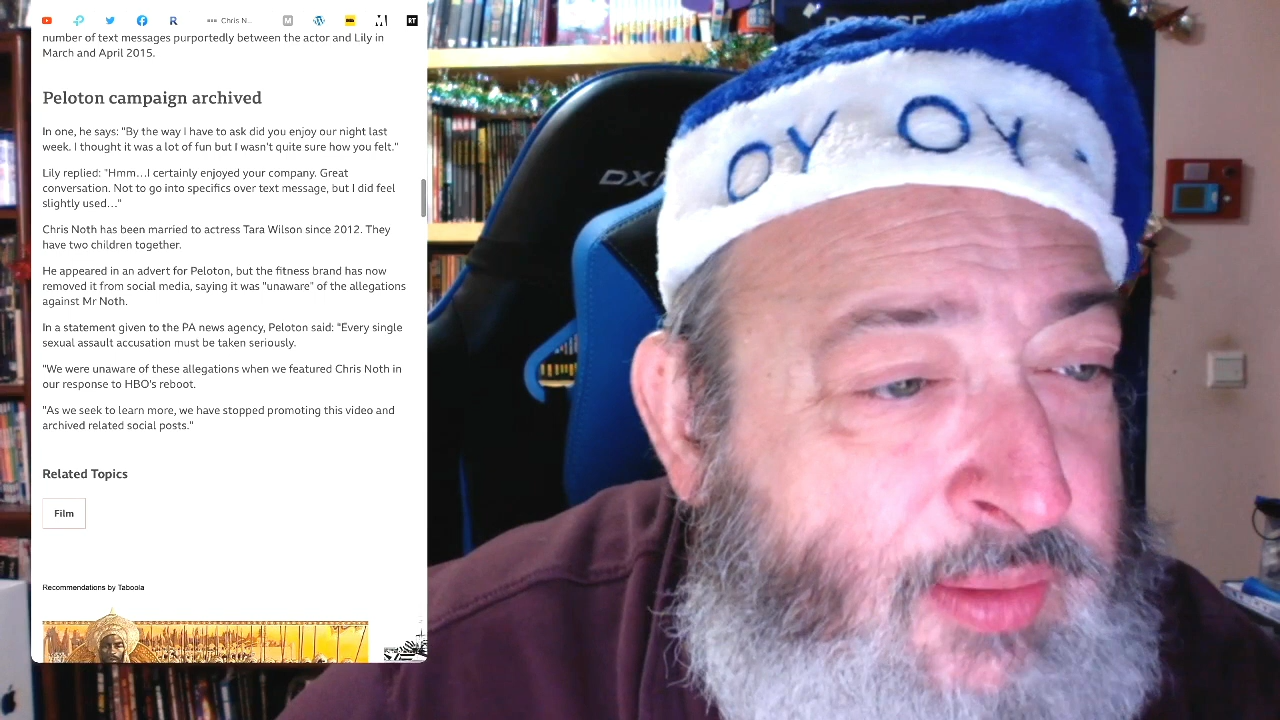 Chris N...
M
RT
number of text messages purportedly between the actor and Lily in
March and April 2015.
Peloton campaign archived
In one, he says: "By the way I have to ask did you enjoy our night last
week. I thought it was a lot of fun but I wasn't quite sure how you felt."
Lily replied: "Hmm…I certainly enjoyed your company. Great
conversation. Not to go into specifics over text message, but I did feel
slightly used…"
Chris Noth has been married to actress Tara Wilson since 2012. They
have two children together.
He appeared in an advert for Peloton, but the fitness brand has now
removed it from social media, saying it was "unaware" of the allegations
against Mr Noth.
In a statement given to the PA news agency, Peloton said: "Every single
sexual assault accusation must be taken seriously.
"We were unaware of these allegations when we featured Chris Noth in
our response to HBO's reboot.
"As we seek to learn more, we have stopped promoting this video and
archived related social posts."
Related Topics
Film
Recommendations by Taboola
OY OY
DX